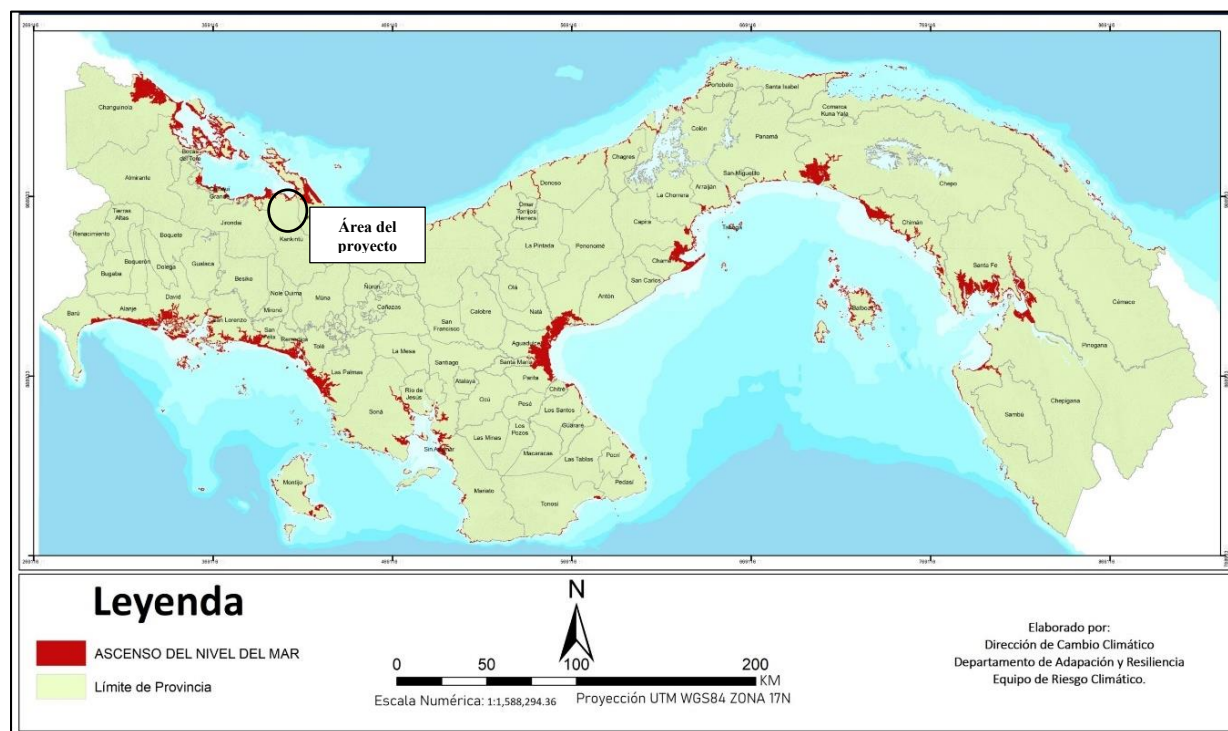 Changuinola
Bocas
del Toro
Almirante
Grande
Tierras
Altas
Jirondai
Kankintú
Renacimiento
Boquete
Bugaba
Boquerón
Dolega
Gualaca
Besiko
Nole Duima
Mironó
Müna
Ñurun
Cañazas
Barú
Alanje
David
San Lorenzo
San
Félix
Remedios
Tolé
Las Palmas
La Mesa
San
Francisco
Santiago
Calobre
Soná
Río de
Jesús
Atalaya
Montijo
Mariato
Ocú
Las Minas
Los
Pozos
Pesé
Macaracas
Tonosí
Las Tablas
Guararé
Los Santos
Chitré
Parita
Santa María
Aguadulce
Natá
Olá
Pocrí
Pedasí
Antón
Penonomé
La Pintada
Omar
Torrijos
Herrera
Donoso
Chagres
Colón
Portobelo
Santa Isabel
Capira
La Chorrera
Arraiján
Chame
San Carlos
Panamá
San Miguelito
Taboga
Comarca
Kuna Yala
Chepo
Chimán
Balboa
Santa Fe
Cémaco
Pinogana
Chepigana
Sambú
Área del
proyecto
Leyenda
ASCENSO DEL NIVEL DEL MAR
Límite de Provincia
N
0 50 100 200
KM
Escala Numérica: 1:1,588,294.36 Proyección UTM WGS84 ZONA 17N
Elaborado por:
Dirección de Cambio Climático
Departamento de Adapación y Resiliencia
Equipo de Riesgo Climático.